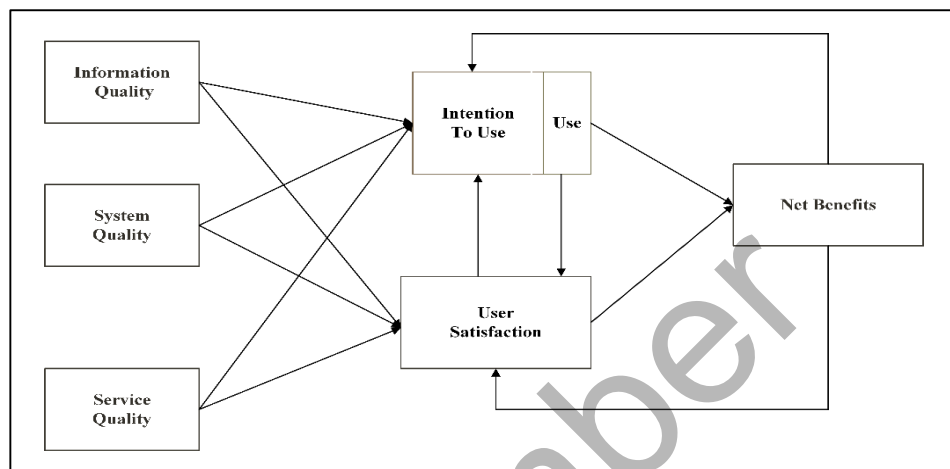 Information
Quality
Intention
To Use
Use
System
Quality
Net Benefits
User
Satisfaction
Service
Quality